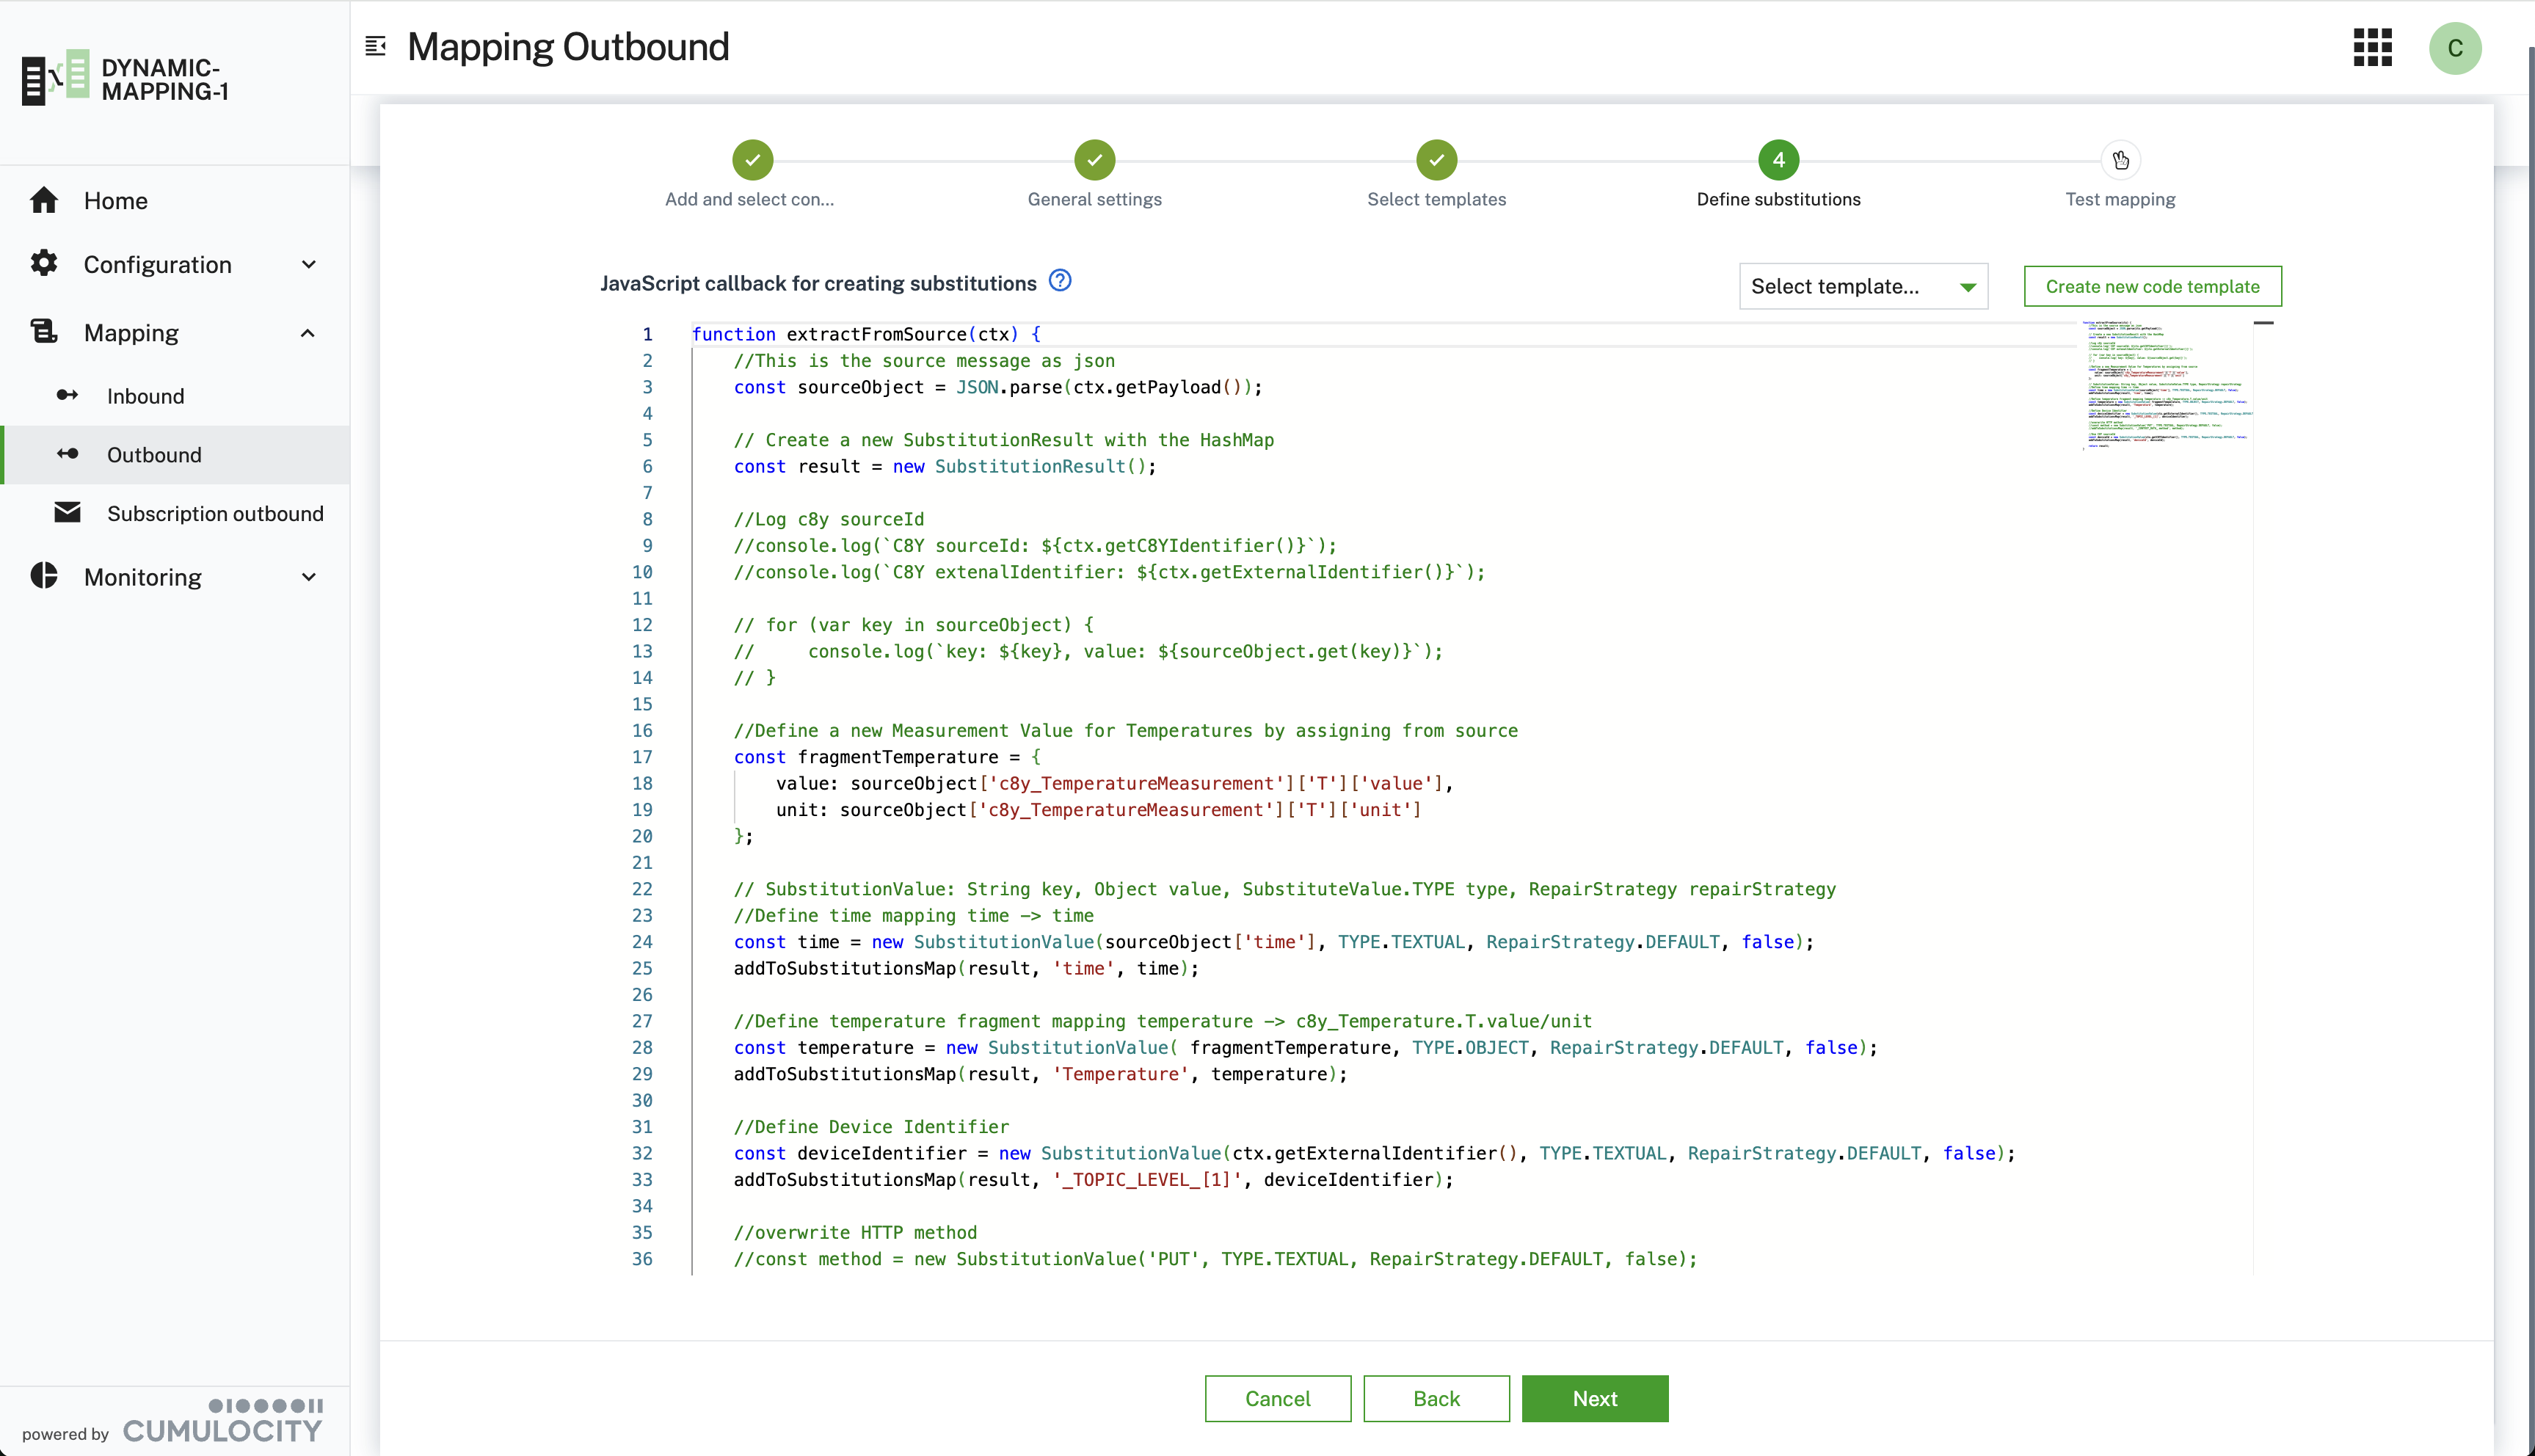 DYNAMIC-
MAPPING-1
Mapping Outbound
C
Home
Configuration
Mapping
Inbound
Outbound
Subscription outbound
Monitoring
powered by
CUMULOCITY
4
Add and select con...
General settings
Select templates
Define substitutions
Test mapping
JavaScript callback for creating substitutions
Select template...
Create new code template
1 function extractFromSource(ctx) {
2 //This is the source message as json
3 const sourceObject = JSON.parse(ctx.getPayload());
4
5 // Create a new SubstitutionResult with the HashMap
6 const result = new SubstitutionResult();
7
8 //Log c8y sourceId
9 //console.log(`C8Y sourceId: ${ctx.getC8YIdentifier()}`);
10 //console.log(`C8Y extenalIdentifier: ${ctx.getExternalIdentifier()}`);
11
12 // for (var key in sourceObject) {
13 //     console.log(`key: ${key}, value: ${sourceObject.get(key)}`);
14 // }
15
16 //Define a new Measurement Value for Temperatures by assigning from source
17 const fragmentTemperature = {
18 value: sourceObject['c8y_TemperatureMeasurement']['T']['value'],
19 unit: sourceObject['c8y_TemperatureMeasurement']['T']['unit']
20 };
21
22 // SubstitutionValue: String key, Object value, SubstituteValue.TYPE type, RepairStrategy repairStrategy
23 //Define time mapping time -> time
24 const time = new SubstitutionValue(sourceObject['time'], TYPE.TEXTUAL, RepairStrategy.DEFAULT, false);
25 addToSubstitutionsMap(result, 'time', time);
26
27 //Define temperature fragment mapping temperature -> c8y_Temperature.T.value/unit
28 const temperature = new SubstitutionValue( fragmentTemperature, TYPE.OBJECT, RepairStrategy.DEFAULT, false);
29 addToSubstitutionsMap(result, 'Temperature', temperature);
30
31 //Define Device Identifier
32 const deviceIdentifier = new SubstitutionValue(ctx.getExternalIdentifier(), TYPE.TEXTUAL, RepairStrategy.DEFAULT, false);
33 addToSubstitutionsMap(result, '_TOPIC_LEVEL_[1]', deviceIdentifier);
34
35 //overwrite HTTP method
36 //const method = new SubstitutionValue('PUT', TYPE.TEXTUAL, RepairStrategy.DEFAULT, false);
Cancel
Back
Next